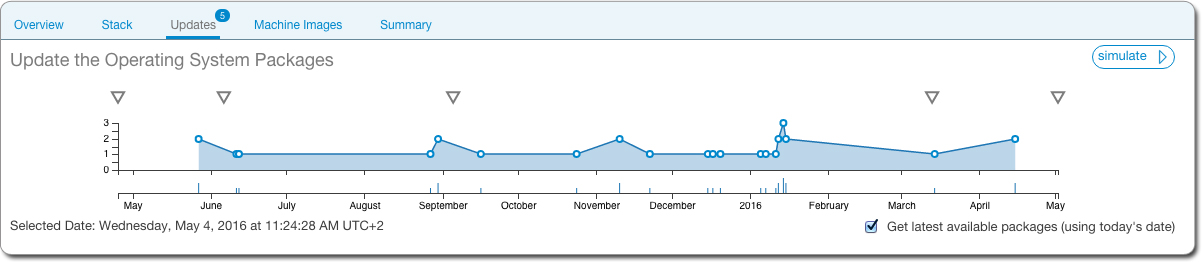 Overview Stack Updates 5 Machine Images Summary
Update the Operating System Packages
simulate
3
2
1
0
May June July August September October November December 2016 February March April May
Selected Date: Wednesday, May 4, 2016 at 11:24:28 AM UTC+2
Get latest available packages (using today's date)